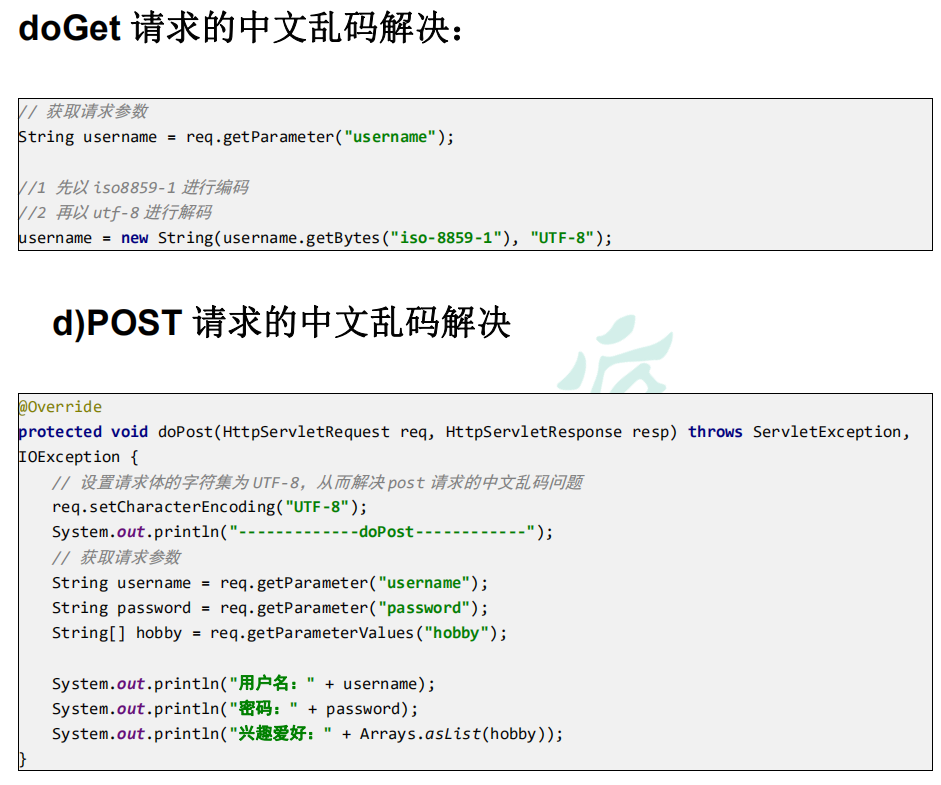 doGet 请求的中文乱码解决：
// 获取请求参数
String username = req.getParameter("username");
//1 先以 iso8859-1 进行编码
//2 再以 utf-8 进行解码
username = new String(username.getBytes("iso-8859-1"), "UTF-8");
d)POST 请求的中文乱码解决
@Override
protected void doPost(HttpServletRequest req, HttpServletResponse resp) throws ServletException,
IOException {
// 设置请求体的字符集为 UTF-8，从而解决 post 请求的中文乱码问题
req.setCharacterEncoding("UTF-8");
System.out.println("-------------doPost------------");
// 获取请求参数
String username = req.getParameter("username");
String password = req.getParameter("password");
String[] hobby = req.getParameterValues("hobby");
System.out.println("用户名：" + username);
System.out.println("密码：" + password);
System.out.println("兴趣爱好：" + Arrays.asList(hobby));
}